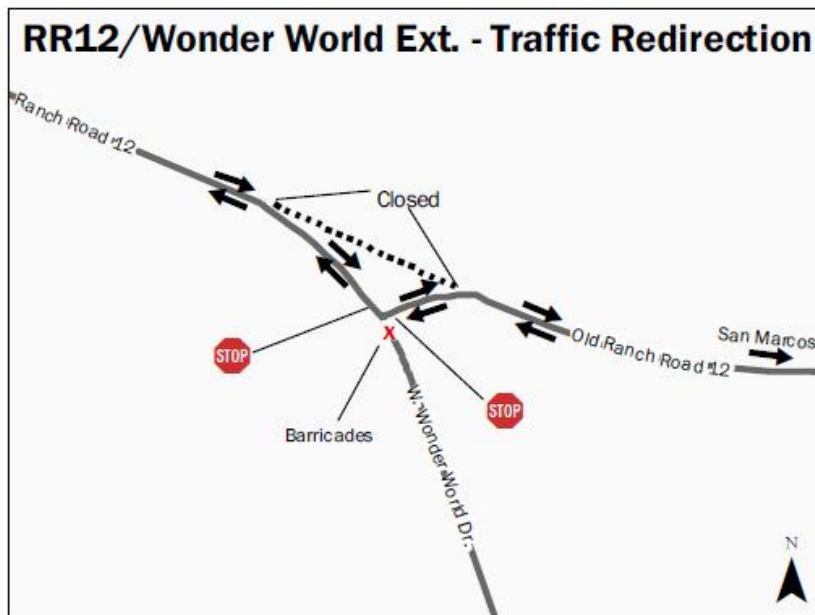 RR12/Wonder World Ext. - Traffic Redirection
Ranch Road 12
Closed
San Marcos
Old Ranch Road 12
STOP
STOP
Barricades
X
W. Wonder World Dr.
N